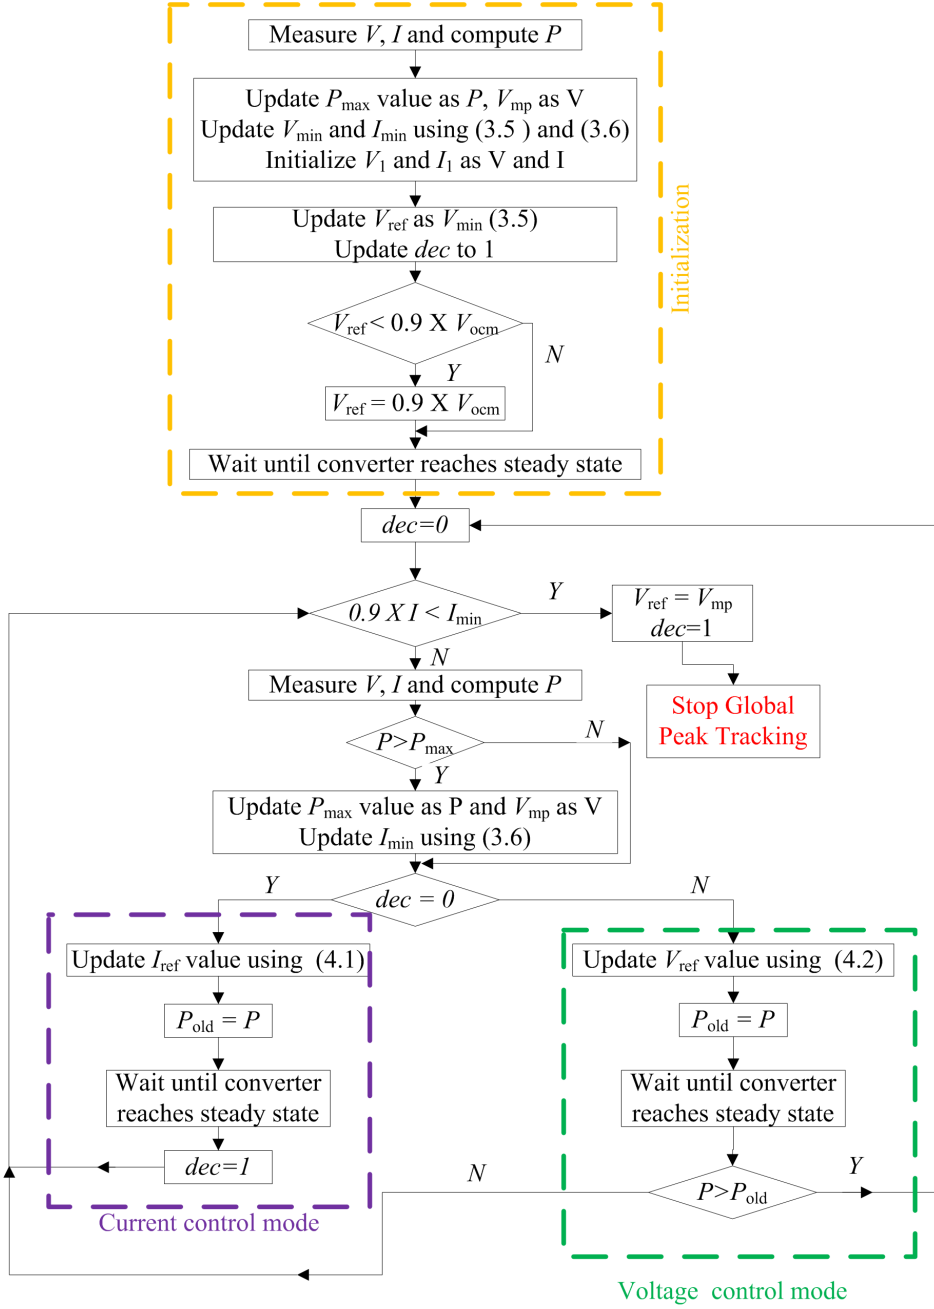 Measure V, I and compute P
Update Pmax value as P, Vmp as V
Update Vmin and Imin using (3.5 ) and (3.6)
Initialize V1 and I1 as V and I
Update Vref as Vmin (3.5)
Update dec to 1
Initialization
Vref < 0.9 X Vocm
N
Y
Vref = 0.9 X Vocm
Wait until converter reaches steady state
dec=0
0.9 X I < Imin
Y
Vref = Vmp
dec=1
N
Measure V, I and compute P
Stop Global
Peak Tracking
P>Pmax
N
Y
Update Pmax value as P and Vmp as V
Update Imin using (3.6)
dec = 0
Y
N
Update Iref value using (4.1)
Pold = P
Wait until converter
reaches steady state
dec=1
Current control mode
Update Vref value using (4.2)
Pold = P
Wait until converter
reaches steady state
P>Pold
N
Y
Voltage control mode